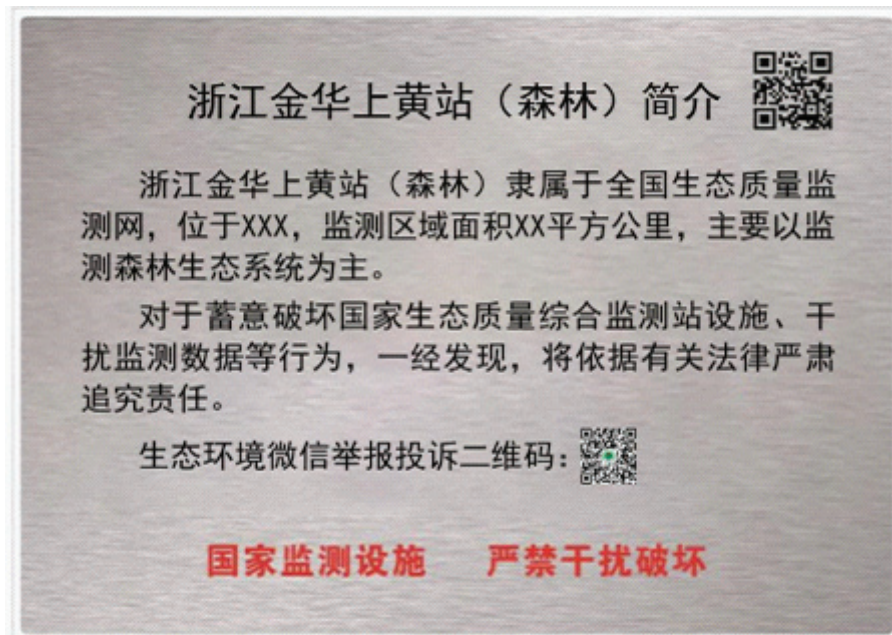 浙江金华上黄站（森林）简介
浙江金华上黄站（森林）隶属于全国生态质量监
测网，位于XXX，监测区域面积XX平方公里，主要以监
测森林生态系统为主。
对于蓄意破坏国家生态质量综合监测站设施、干
扰监测数据等行为，一经发现，将依据有关法律严肃
追究责任。
生态环境微信举报投诉二维码：
国家监测设施 严禁干扰破坏